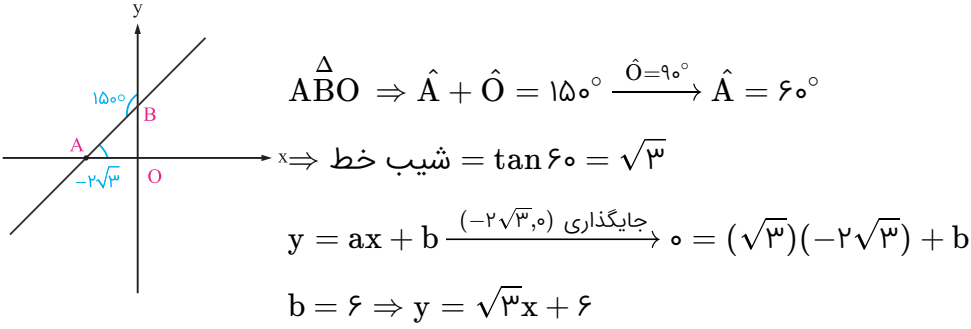 y
۱۵۰°
B
A
x
O
−۲√۳
Δ
ABO ⇒ Â + Ô = ۱۵۰° Ô=۹۰° ⟶ Â = ۶۰°
⇒ شیب خط = tan ۶۰ = √۳
y = ax + b جایگذاری (−۲√۳,۰) ⟶ ۰ = (√۳)(−۲√۳) + b
b = ۶ ⇒ y = √۳x + ۶